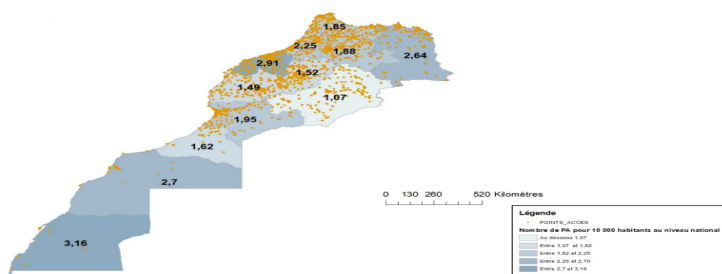 1,85
2,25
1,88
2,64
2,91
1,52
1,49
1,07
1,95
1,62
2,7
3,16
0 130 260 520 Kilomètres
Légende
POINTS_ACCES
Nombre de PA pour 10 000 habitants au niveau national
Au dessous 1,07
Entre 1,07 et 1,62
Entre 1,62 et 2,25
Entre 2,25 et 2,70
Entre 2,7 et 3,16